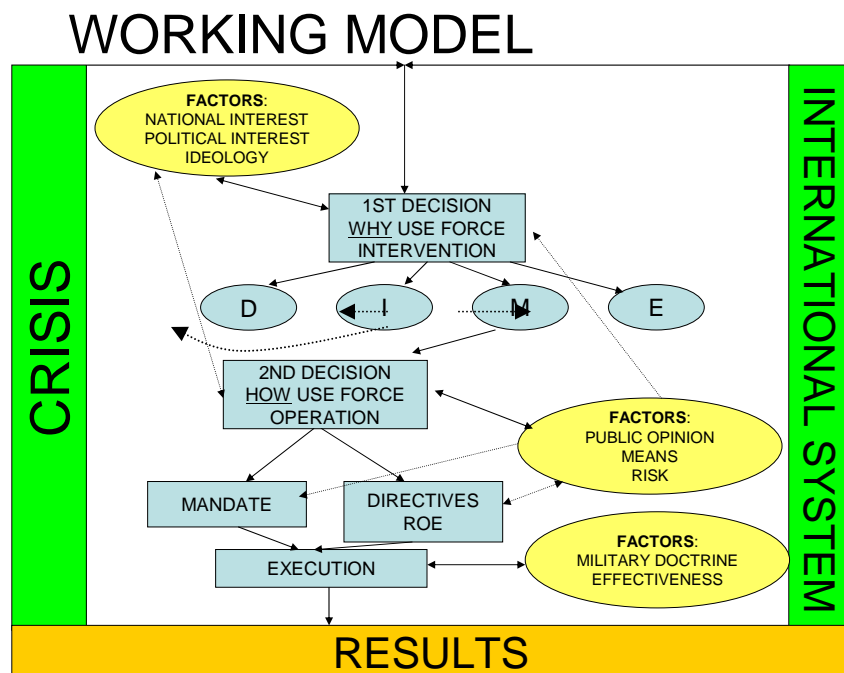 WORKING MODEL
CRISIS
INTERNATIONAL SYSTEM
FACTORS:
NATIONAL INTEREST
POLITICAL INTEREST
IDEOLOGY
1ST DECISION
WHY USE FORCE
INTERVENTION
D
I
M
E
2ND DECISION
HOW USE FORCE
OPERATION
FACTORS:
PUBLIC OPINION
MEANS
RISK
MANDATE
DIRECTIVES
ROE
FACTORS:
MILITARY DOCTRINE
EFFECTIVENESS
EXECUTION
RESULTS